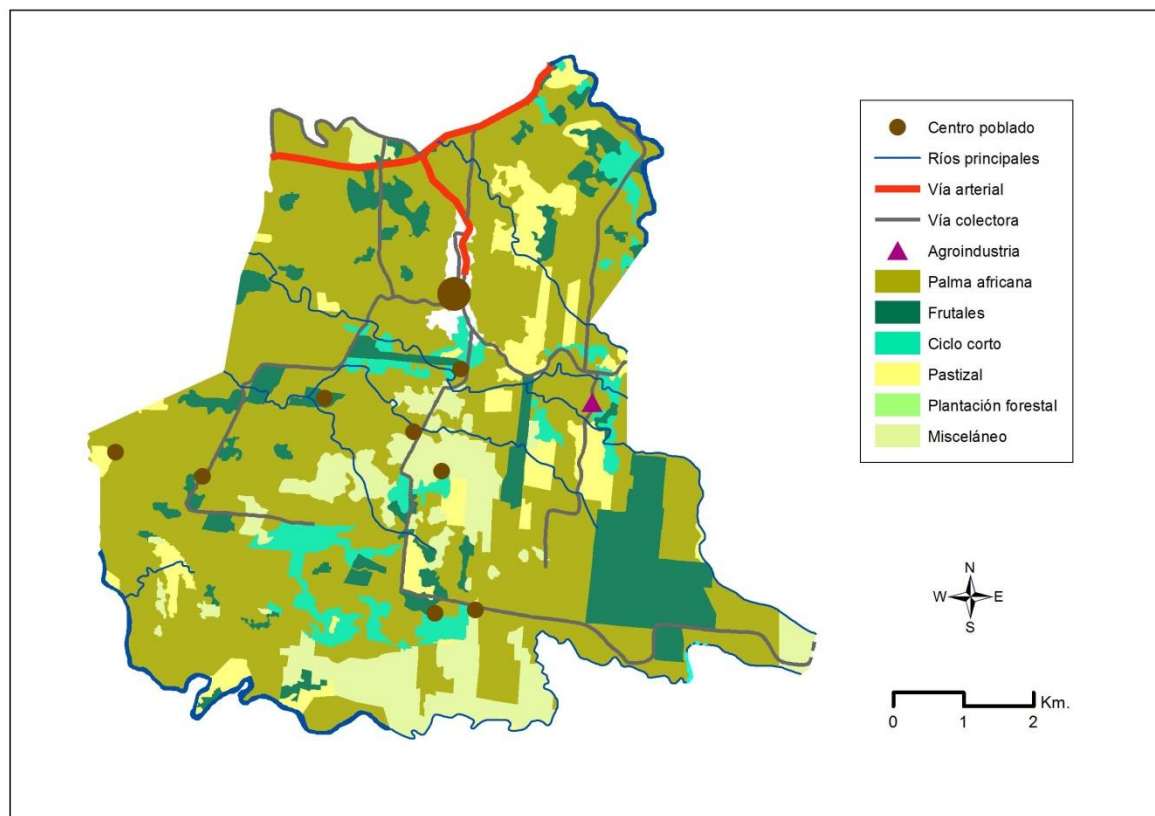 Centro poblado
Ríos principales
Vía arterial
Vía colectora
Agroindustria
Palma africana
Frutales
Ciclo corto
Pastizal
Plantación forestal
Misceláneo
N
W E
S
Km.
0 1 2